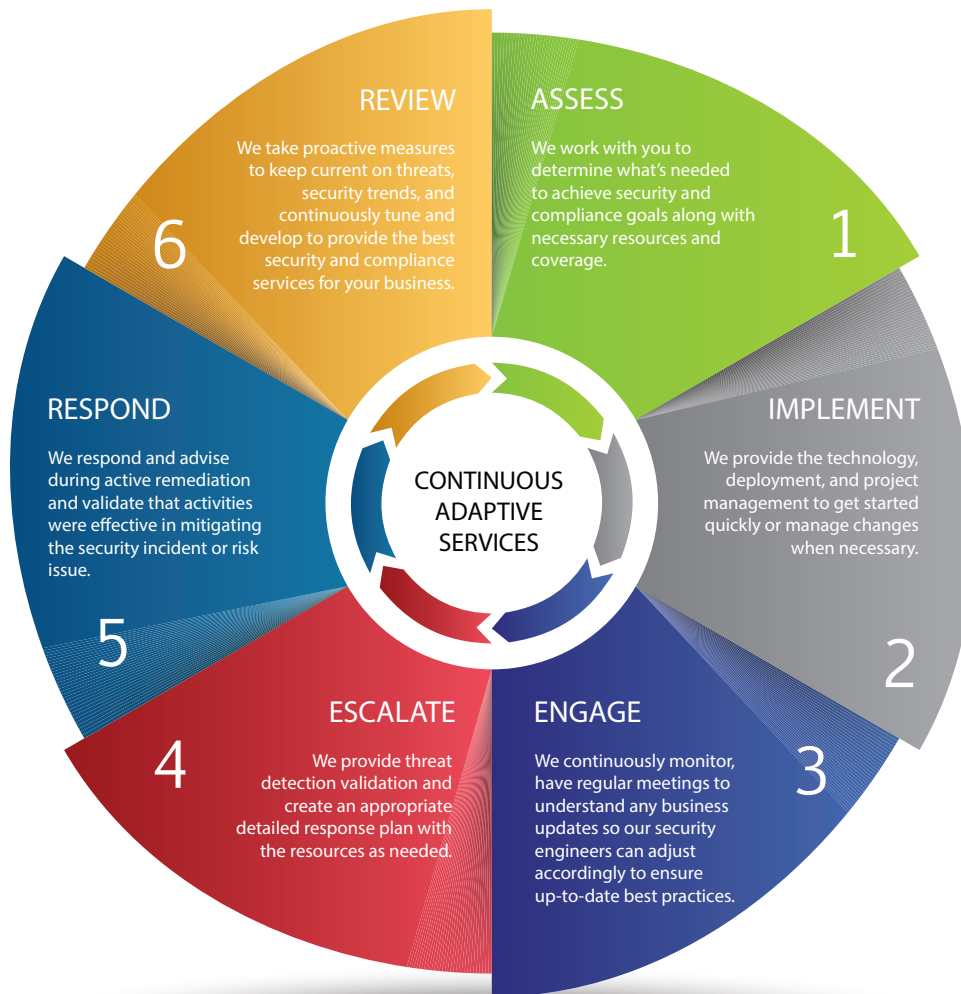 CONTINUOUS
ADAPTIVE
SERVICES
ASSESS
We work with you to
determine what's needed
to achieve security and
compliance goals along with
necessary resources and
coverage.
1
IMPLEMENT
We provide the technology,
deployment, and project
management to get started
quickly or manage changes
when necessary.
2
ENGAGE
We continuously monitor,
have regular meetings to
understand any business
updates so our security
engineers can adjust
accordingly to ensure
up-to-date best practices.
3
ESCALATE
We provide threat
detection validation and
create an appropriate
detailed response plan with
the resources as needed.
4
RESPOND
We respond and advise
during active remediation
and validate that activities
were effective in mitigating
the security incident or risk
issue.
5
REVIEW
We take proactive measures
to keep current on threats,
security trends, and
continuously tune and
develop to provide the best
security and compliance
services for your business.
6